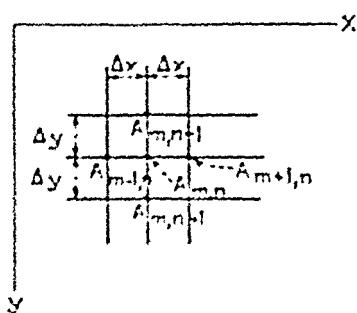 X
Δx Δx
Δy
A m,n-1
Δy
A m-1,n A m,n A m+1,n
A m,n+1
y